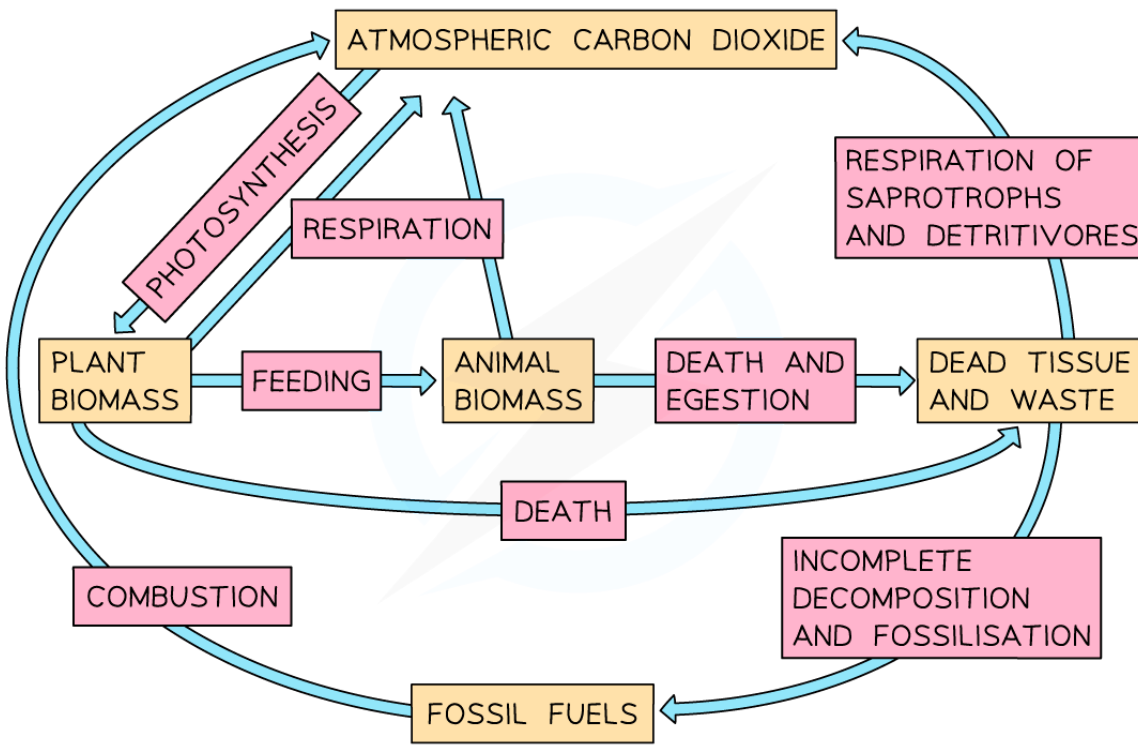 ATMOSPHERIC CARBON DIOXIDE
PHOTOSYNTHESIS
RESPIRATION
RESPIRATION OF
SAPROTROPHS
AND DETRITIVORES
PLANT
BIOMASS
FEEDING
ANIMAL
BIOMASS
DEATH AND
EGESTION
DEAD TISSUE
AND WASTE
DEATH
COMBUSTION
INCOMPLETE
DECOMPOSITION
AND FOSSILISATION
FOSSIL FUELS